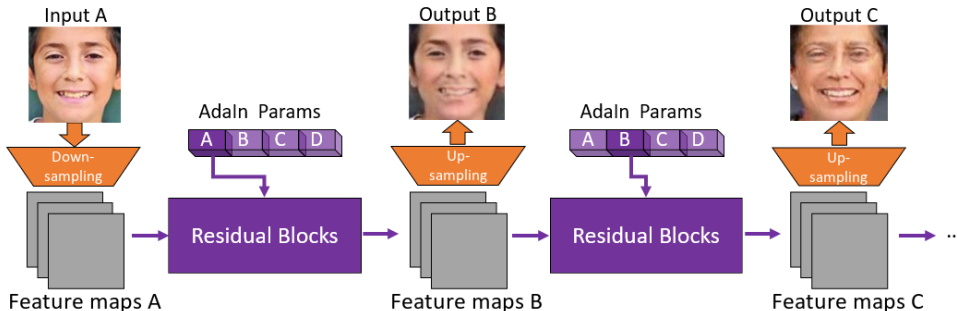 Input A
Output B
Output C
AdaIn Params
AdaIn Params
A B C D
A B C D
Down-
sampling
Up-
sampling
Up-
sampling
Residual Blocks
Residual Blocks
..
Feature maps A
Feature maps B
Feature maps C